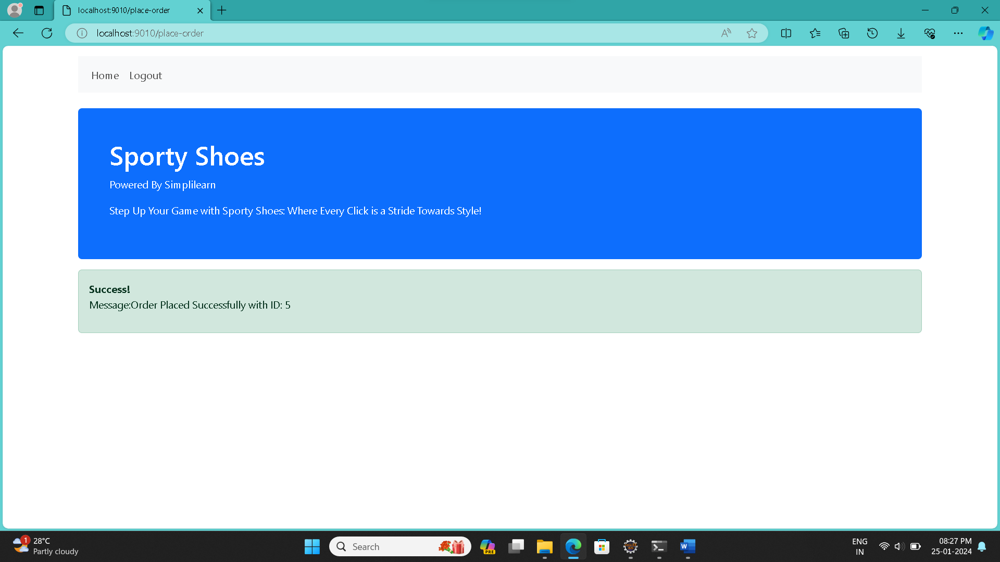 localhost:9010/place-order
localhost:9010/place-order
Home Logout
Sporty Shoes
Powered By Simplilearn
Step Up Your Game with Sporty Shoes: Where Every Click is a Stride Towards Style!
Success!
Message:Order Placed Successfully with ID: 5
1
28°C
Partly cloudy
Search
PRE
ENG
IN
08:27 PM
25-01-2024